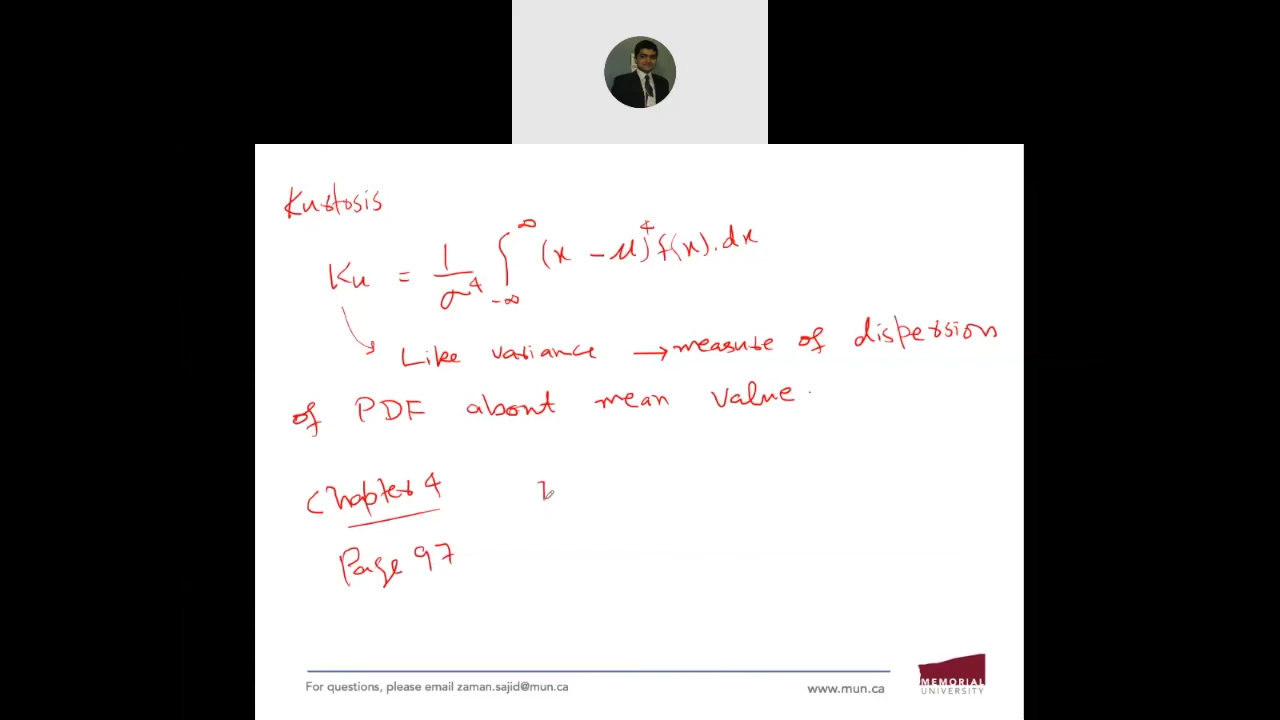 Kurtosis
Ku = 1/σ⁴ ∫_{-∞}^{∞} (x - μ)⁴ f(x). dx
Like variance → measure of dispersion
of PDF about mean value.
Chapter 4
Page 97
For questions, please email zaman.sajid@mun.ca
www.mun.ca
MEMORIAL
UNIVERSITY